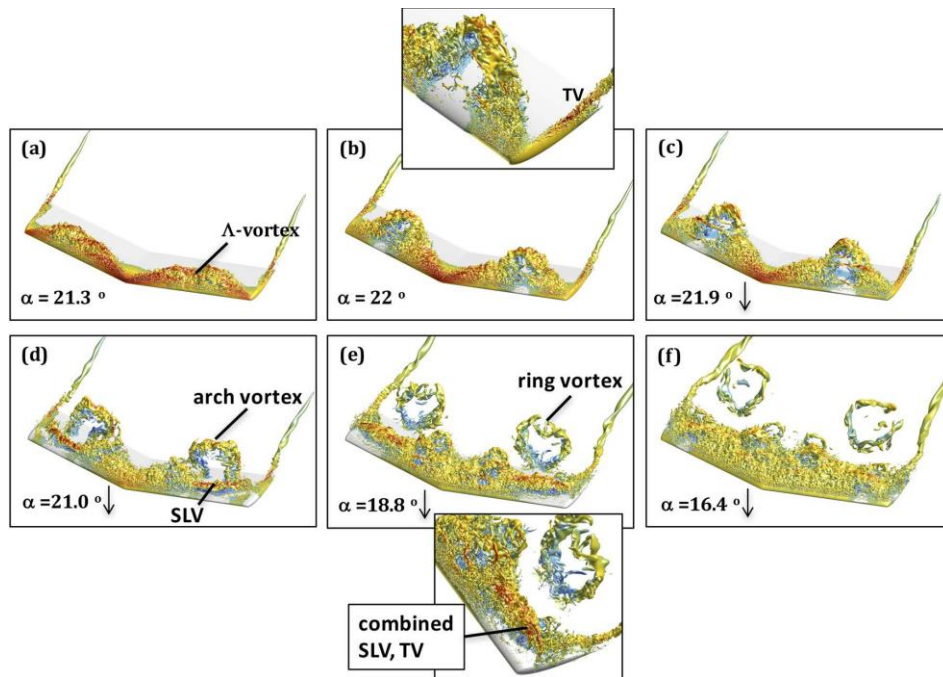 TV
(a)
Λ-vortex
α = 21.3 º
(b)
α = 22 º
(c)
α =21.9 º ↓
(d)
arch vortex
α =21.0 º ↓
SLV
(e)
ring vortex
α =18.8 º ↓
(f)
α =16.4 º ↓
combined
SLV, TV